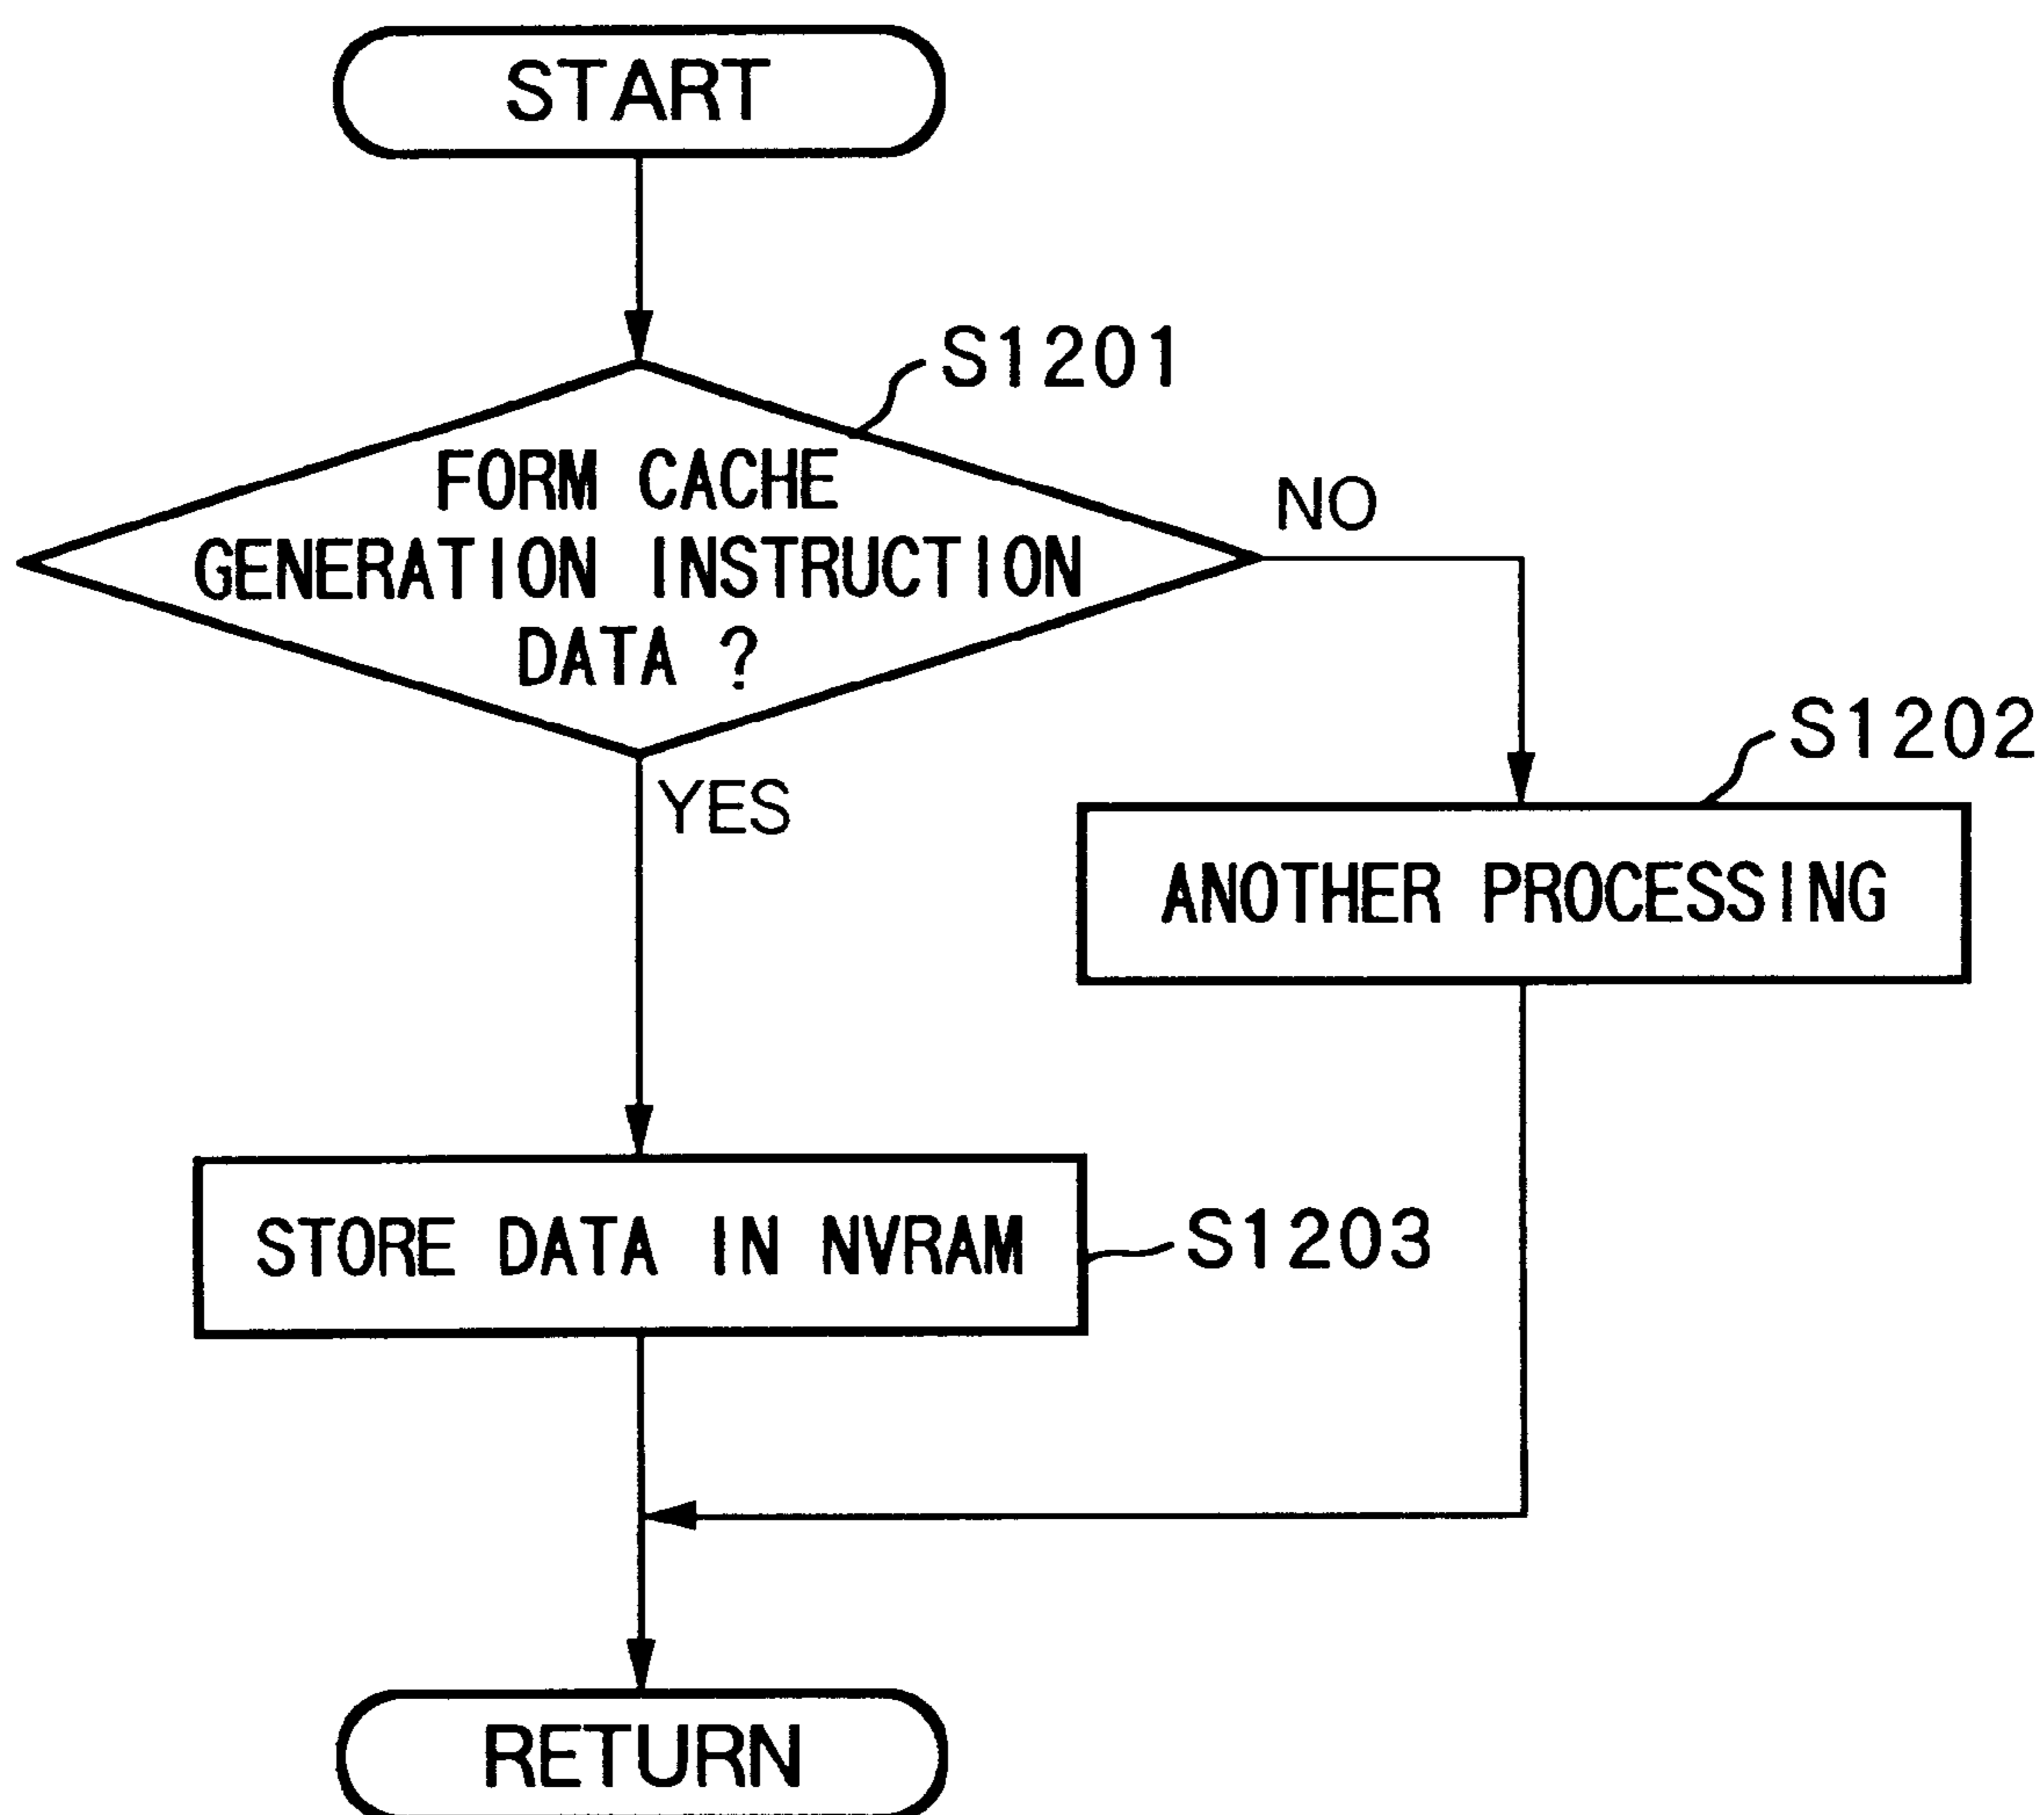 START
S1201
FORM CACHE
GENERATION INSTRUCTION
DATA ?
NO
YES
S1202
ANOTHER PROCESSING
STORE DATA IN NVRAM
S1203
RETURN